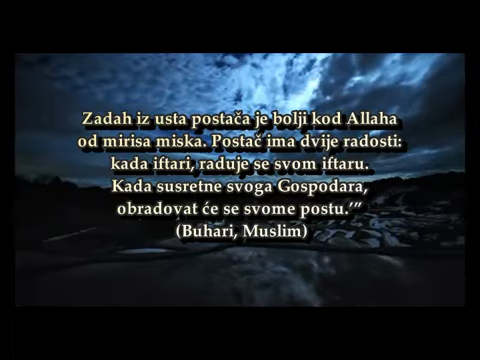 Zadah iz usta postača je bolji kod Allaha
od mirisa miska. Postač ima dvije radosti:
kada iftari, raduje se svom iftaru.
Kada susretne svoga Gospodara,
obradovat će se svome postu.’”
(Buhari, Muslim)